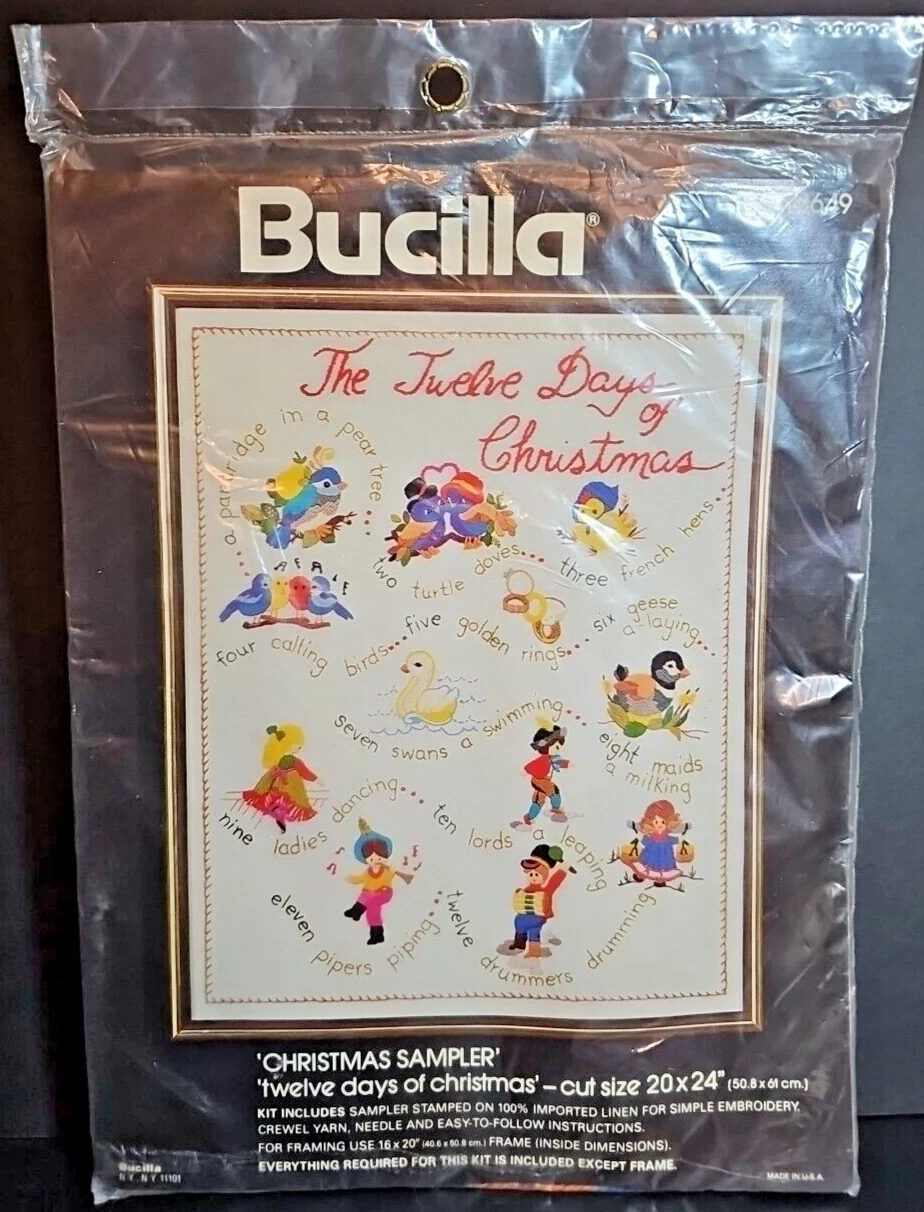 Bucilla®
The Twelve Days
of
Christmas
a partridge in a pear tree...
two turtle doves...
three french hens...
four calling birds...
five golden rings...
six geese
a-laying...
seven swans a swimming...
eight maids
a milking
nine ladies dancing...
ten lords a leaping
eleven pipers piping...
twelve drummers drumming
'CHRISTMAS SAMPLER'
'twelve days of christmas' – cut size 20 x 24" (50.8 x 61 cm.)
KIT INCLUDES SAMPLER STAMPED ON 100% IMPORTED LINEN FOR SIMPLE EMBROIDERY.
CREWEL YARN, NEEDLE AND EASY-TO-FOLLOW INSTRUCTIONS.
FOR FRAMING USE 16 x 20" (40.6 x 50.8 cm.) FRAME (INSIDE DIMENSIONS).
EVERYTHING REQUIRED FOR THIS KIT IS INCLUDED EXCEPT FRAME.
Bucilla
N.Y. N.Y. 11101
MADE IN U.S.A.